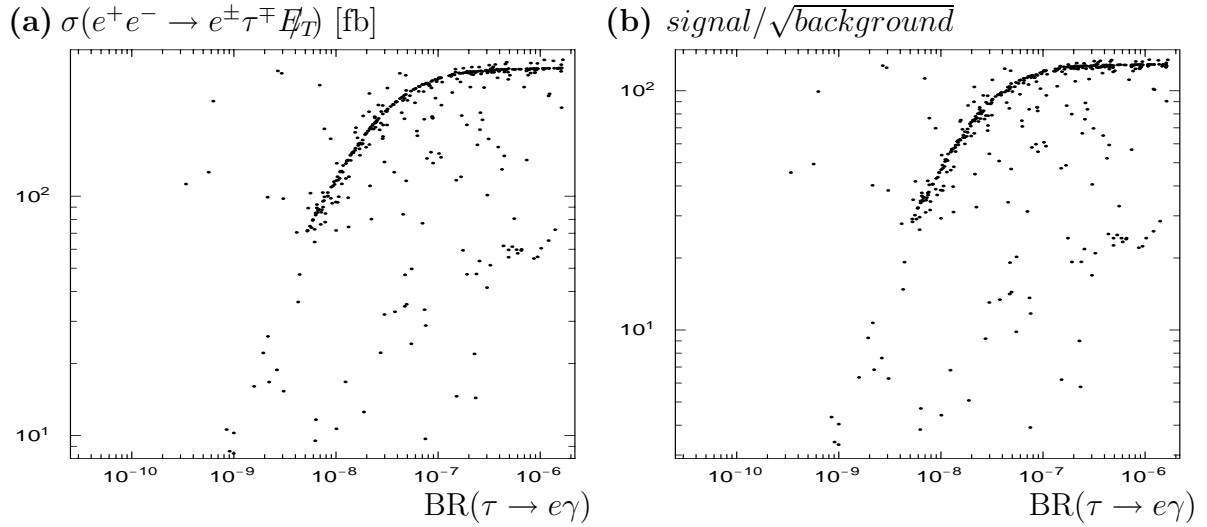 (a) σ(e⁺e⁻ → e^±τ^∓E̸_T) [fb]
10²
10¹
10⁻¹⁰ 10⁻⁹ 10⁻⁸ 10⁻⁷ 10⁻⁶
BR(τ → eγ)
(b) signal/√background
10²
10¹
10⁻¹⁰ 10⁻⁹ 10⁻⁸ 10⁻⁷ 10⁻⁶
BR(τ → eγ)